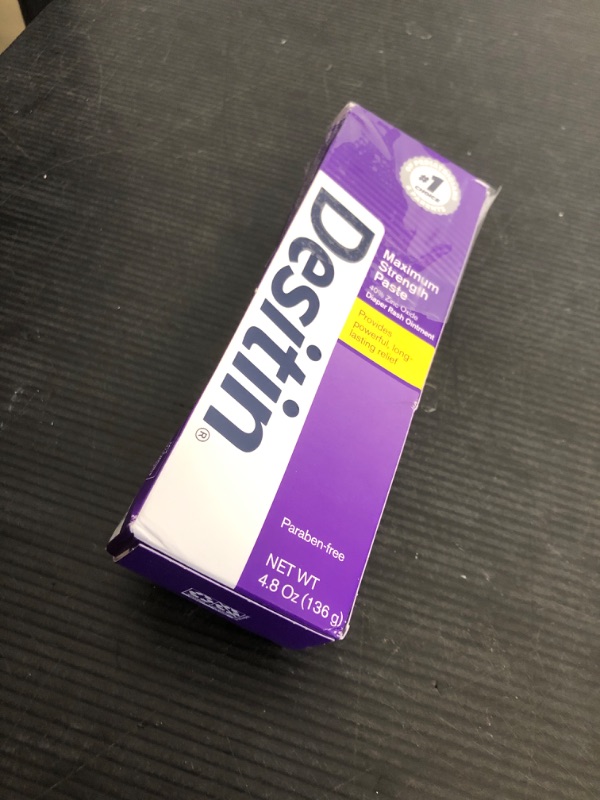 #1
CHOICE
Desitin®
Maximum
Strength
Paste
40% Zinc Oxide
Diaper Rash Ointment
Provides
powerful, long-
lasting relief
Paraben-free
NET WT
4.8 Oz (136 g)